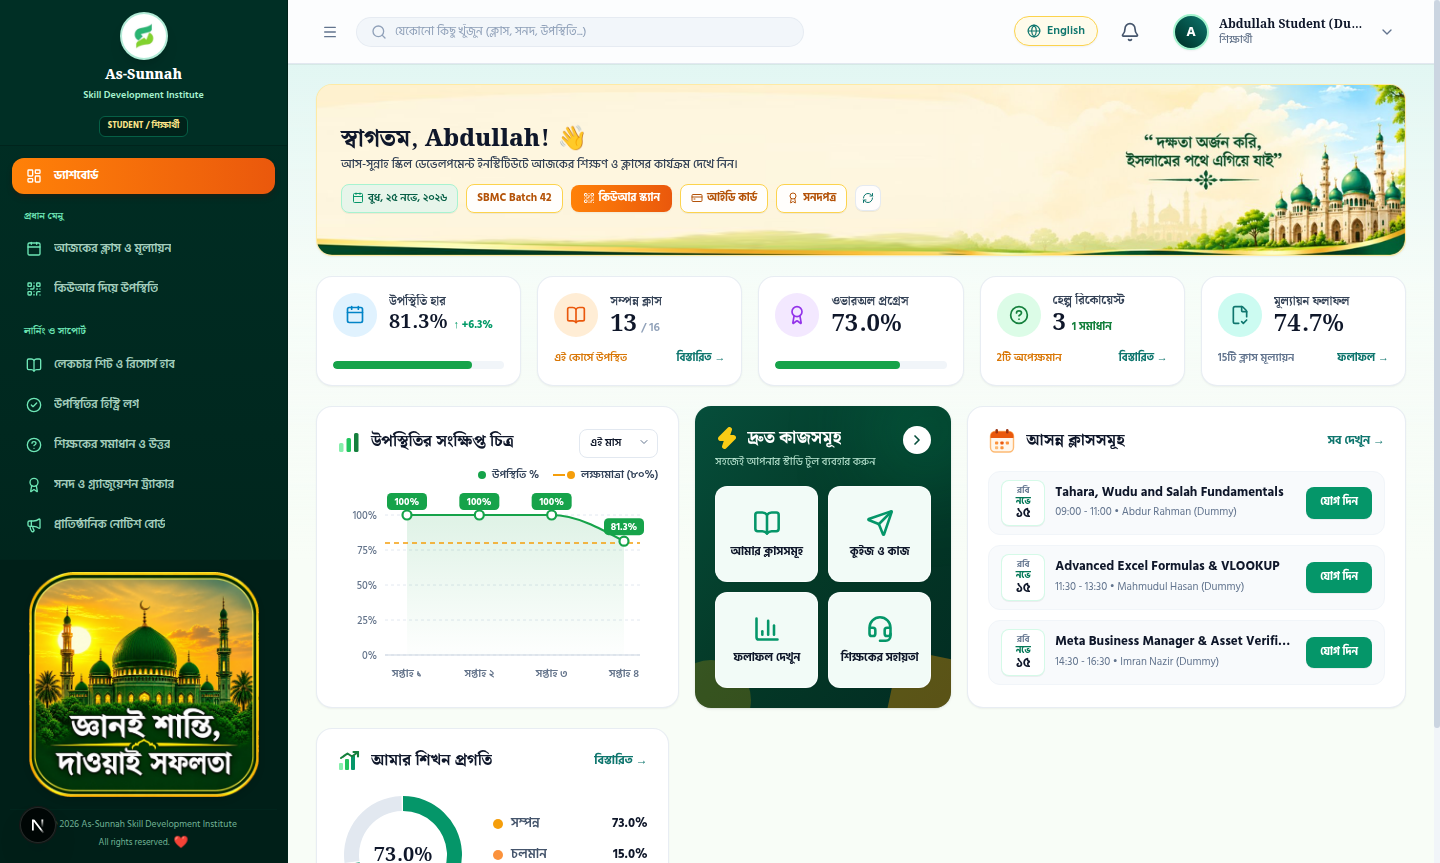 As-Sunnah
Skill Development Institute
STUDENT / শিক্ষার্থী
ড্যাশবোর্ড
প্রধান মেনু
আজকের ক্লাস ও মূল্যায়ন
কিউআর দিয়ে উপস্থিতি
লার্নিং ও সাপোর্ট
লেকচার শিট ও রিসোর্স হাব
উপস্থিতির হিস্ট্রি লগ
শিক্ষকের সমাধান ও উত্তর
সনদ ও গ্র্যাজুয়েশন ট্র্যাকার
প্রাতিষ্ঠানিক নোটিশ বোর্ড
জ্ঞানই শান্তি,
দাওয়াই সফলতা
N
2026 As-Sunnah Skill Development Institute
All rights reserved. ❤️
যেকোনো কিছু খুঁজুন (ক্লাস, সনদ, উপস্থিতি...)
English
A
Abdullah Student (Du...
শিক্ষার্থী
স্বাগতম, Abdullah! 👋
আস-সুন্নাহ স্কিল ডেভেলপমেন্ট ইনস্টিটিউটে আজকের শিক্ষণ ও ক্লাসের কার্যক্রম দেখে নিন।
বুধ, ২৫ নভে, ২০২৬
SBMC Batch 42
কিউআর স্ক্যান
আইডি কার্ড
সনদপত্র
“ দক্ষতা অর্জন করি,
ইসলামের পথে এগিয়ে যাই”
উপস্থিতি হার
81.3% ↑ +6.3%
সম্পন্ন ক্লাস
13 / 16
এই কোর্সে উপস্থিত
বিস্তারিত →
ওভারঅল প্রগ্রেস
73.0%
হেল্প রিকোয়েস্ট
3 1 সমাধান
2টি অপেক্ষমান
বিস্তারিত →
মূল্যায়ন ফলাফল
74.7%
15টি ক্লাস মূল্যায়ন
ফলাফল →
উপস্থিতির সংক্ষিপ্ত চিত্র
এই মাস
উপস্থিতি %
লক্ষ্যমাত্রা (৮০%)
100%
100%
100%
81.3%
100%
75%
50%
25%
0%
সপ্তাহ ১
সপ্তাহ ২
সপ্তাহ ৩
সপ্তাহ ৪
দ্রুত কাজসমূহ
সহজেই আপনার স্টাডি টুল ব্যবহার করুন
আমার ক্লাসসমূহ
কুইজ ও কাজ
ফলাফল দেখুন
শিক্ষকের সহায়তা
আসন্ন ক্লাসসমূহ
সব দেখুন →
রবি
নভে
১৫
Tahara, Wudu and Salah Fundamentals
09:00 - 11:00 • Abdur Rahman (Dummy)
যোগ দিন
রবি
নভে
১৫
Advanced Excel Formulas & VLOOKUP
11:30 - 13:30 • Mahmudul Hasan (Dummy)
যোগ দিন
রবি
নভে
১৫
Meta Business Manager & Asset Verifi...
14:30 - 16:30 • Imran Nazir (Dummy)
যোগ দিন
আমার শিখন প্রগতি
বিস্তারিত →
73.0%
সম্পন্ন
73.0%
চলমান
15.0%